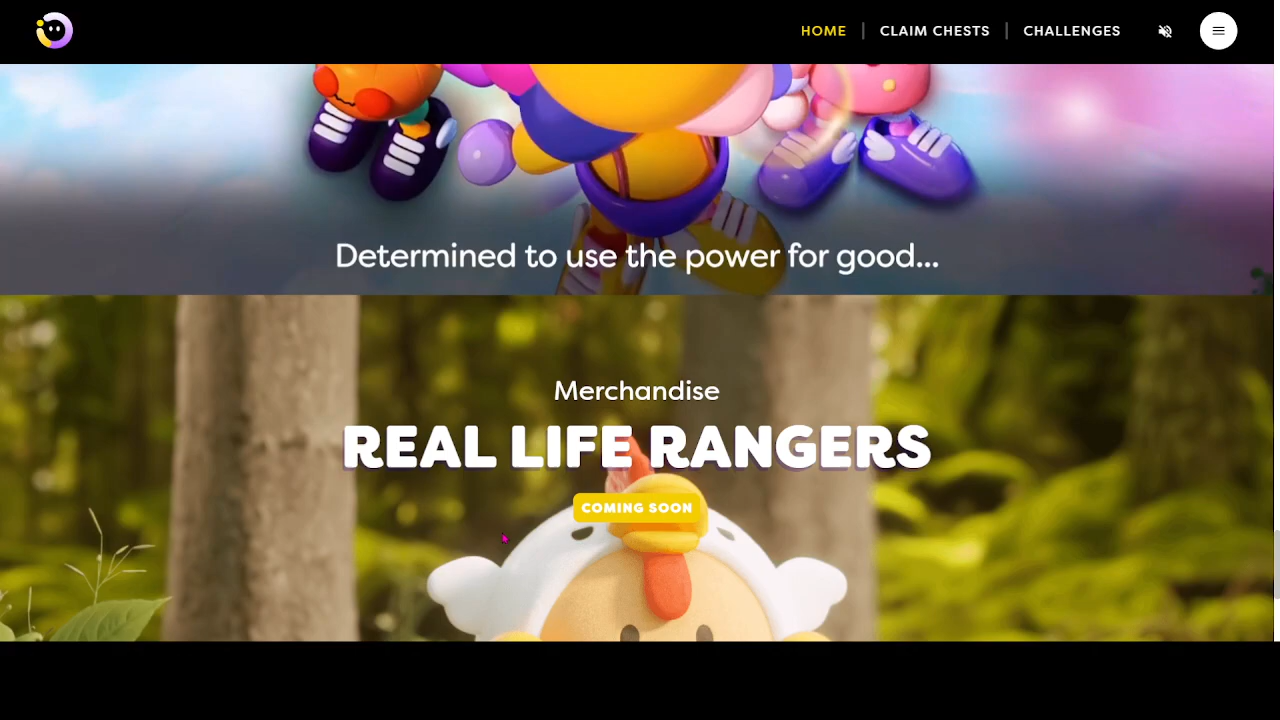 HOME
CLAIM CHESTS
CHALLENGES
Determined to use the power for good...
Merchandise
REAL LIFE RANGERS
COMING SOON